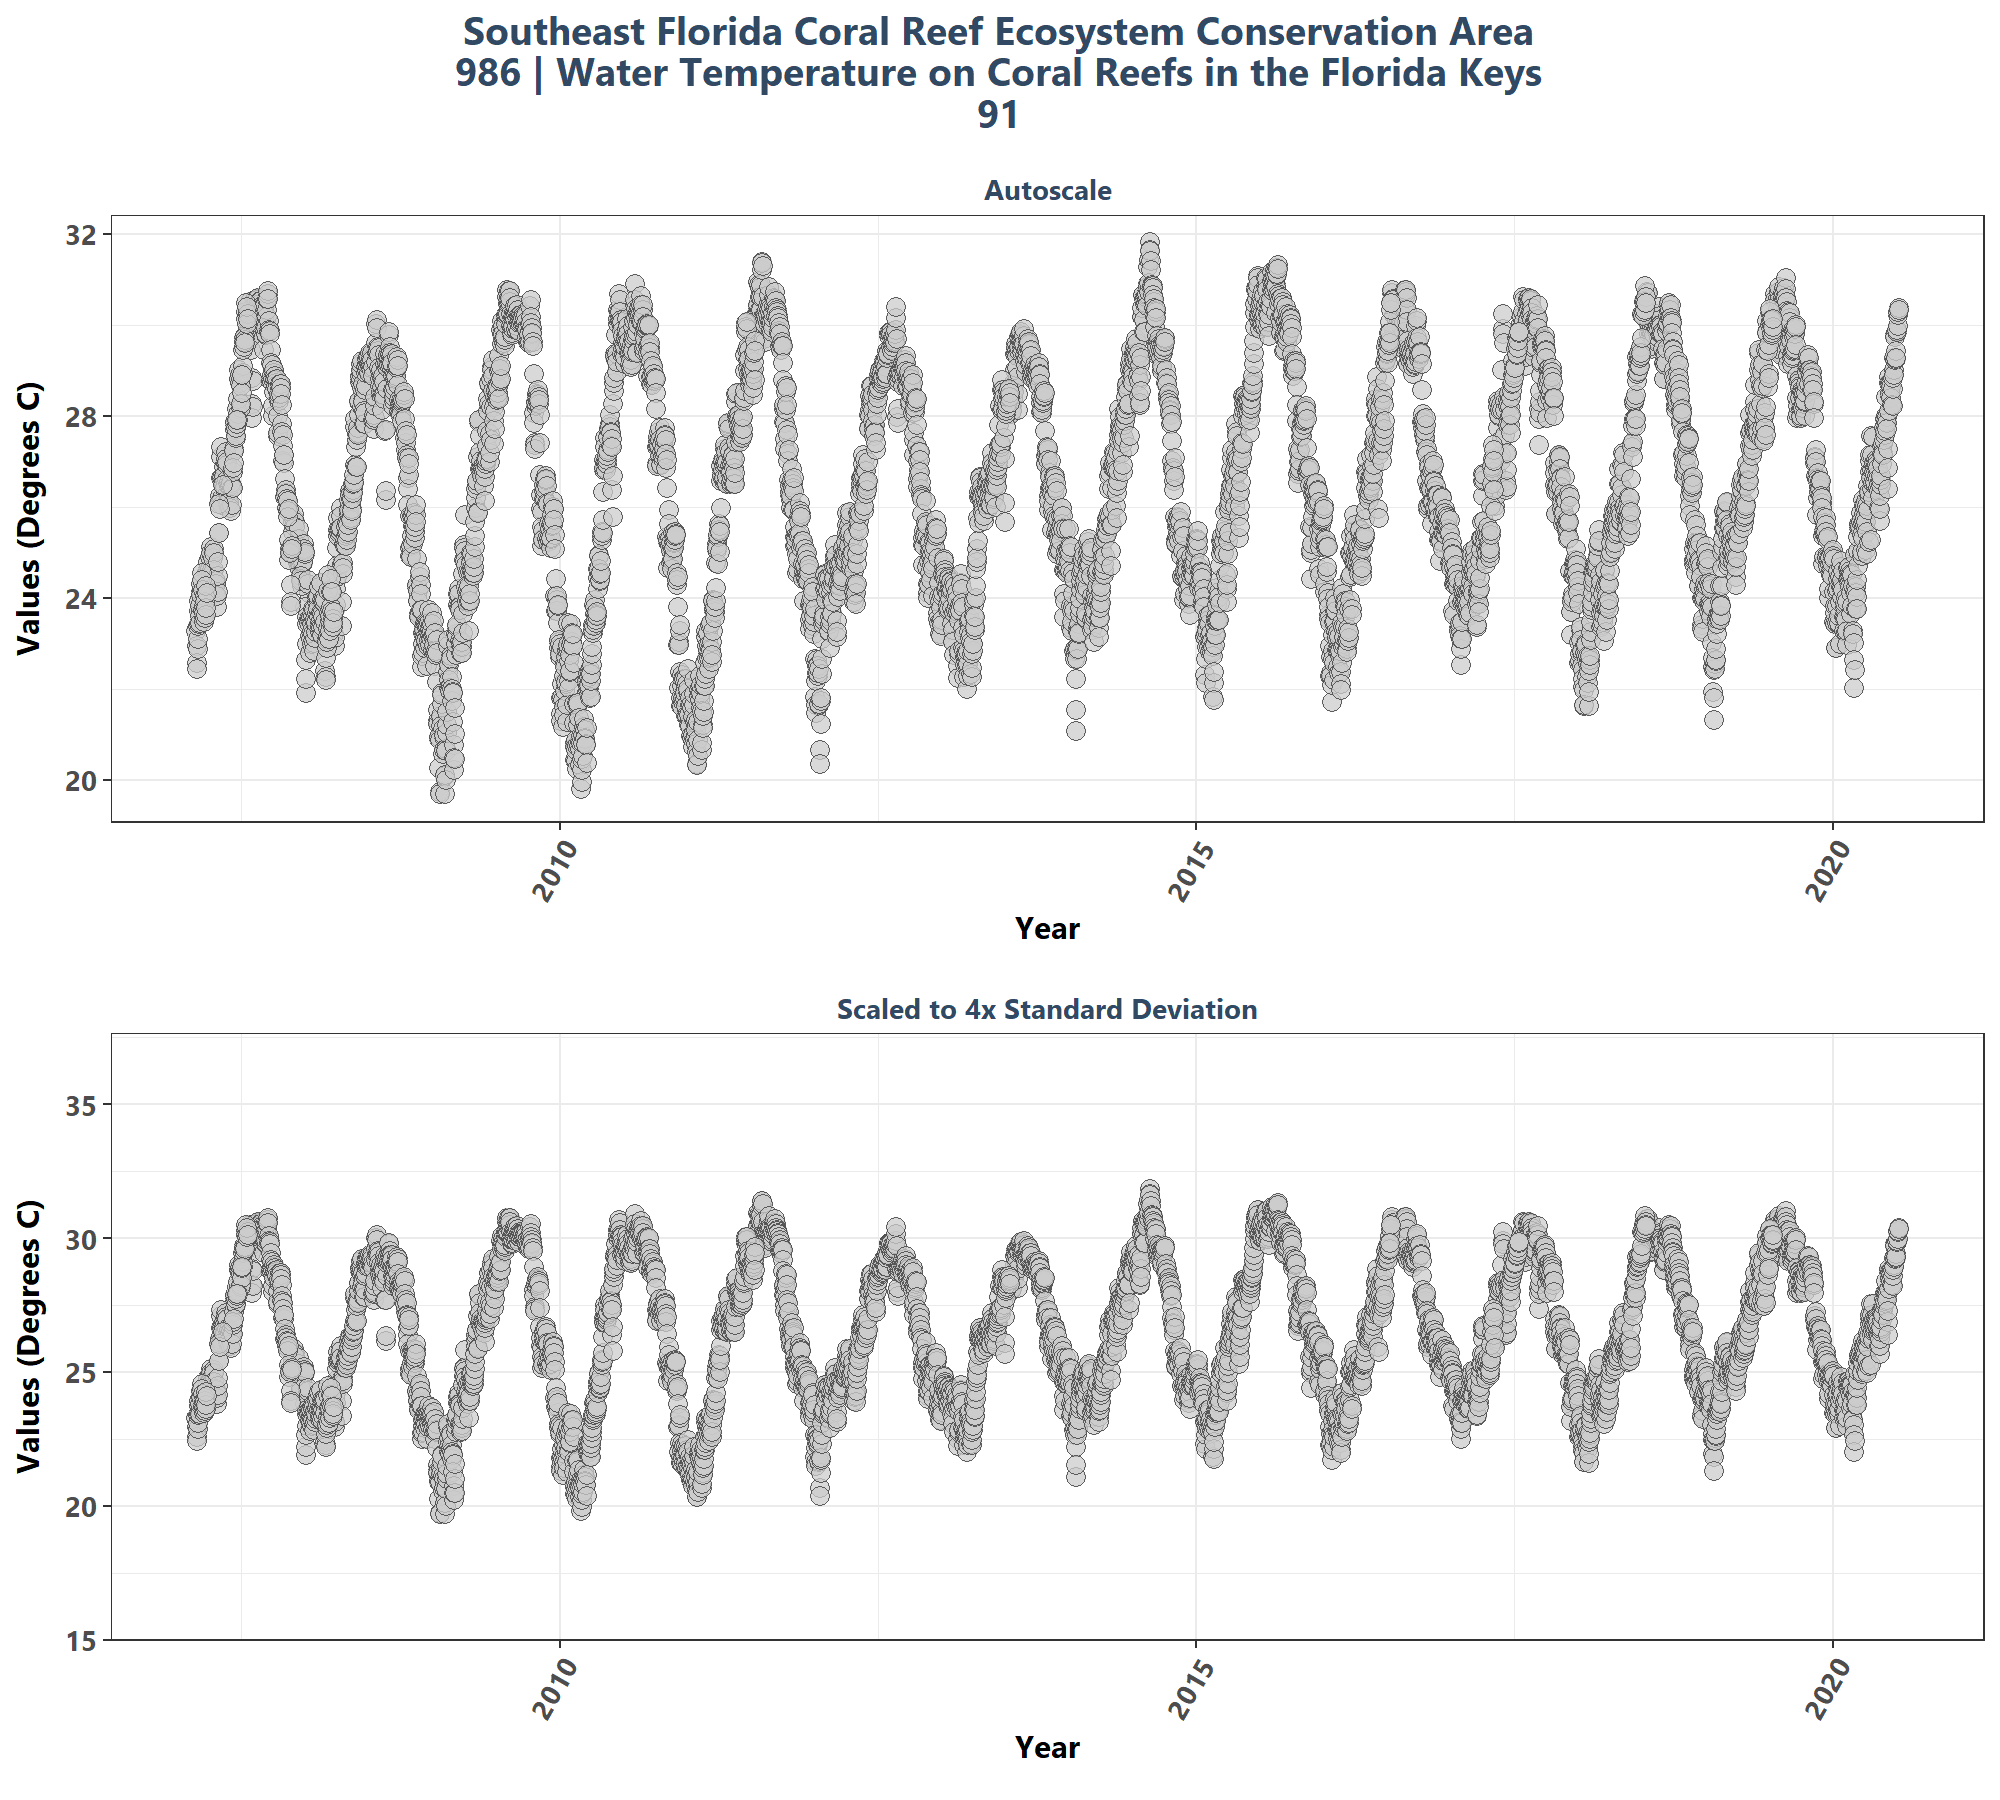 Southeast Florida Coral Reef Ecosystem Conservation Area
986 | Water Temperature on Coral Reefs in the Florida Keys
91
Autoscale
Values (Degrees C)
32
28
24
20
2010
2015
2020
Year
Scaled to 4x Standard Deviation
Values (Degrees C)
35
30
25
20
15
2010
2015
2020
Year